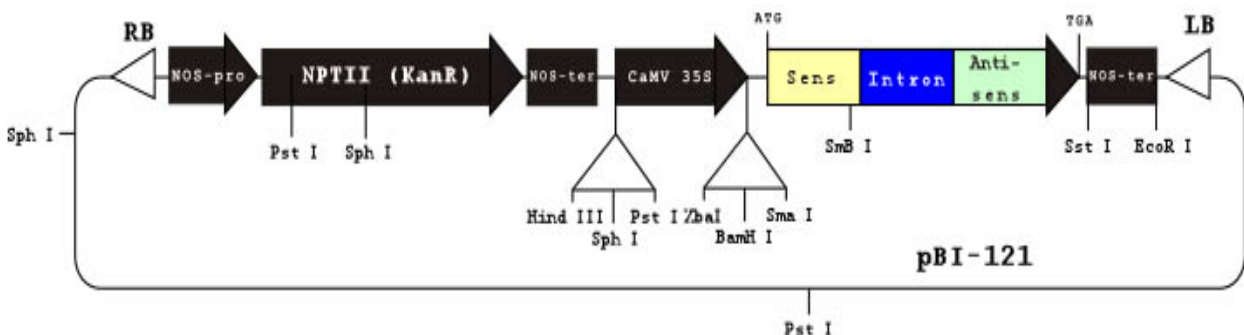 RB
ATG
TGA
LB
NOS-pro
NPTII (KanR)
NOS-ter
CaMV 35S
Sens
Intron
Anti-
sens
NOS-ter
Sph I
Pst I
Sph I
SmB I
Sst I
EcoR I
Hind III
Pst I
XbaI
Sma I
Sph I
BamH I
pBI-121
Pst I